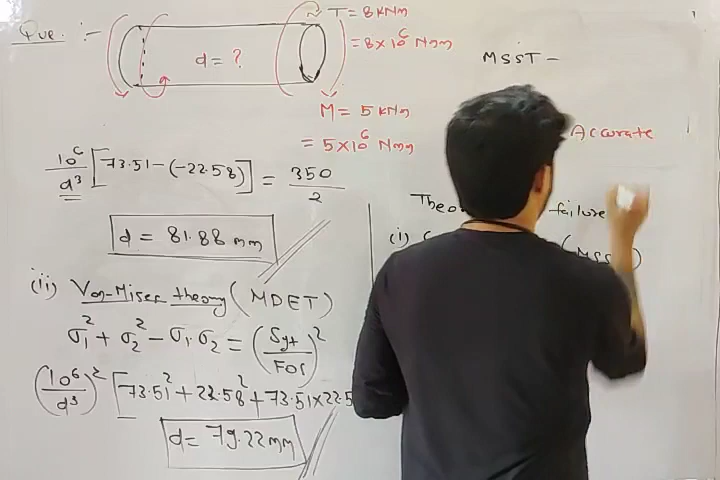 Que. :-
T = 8 kNm
= 8×10⁶ Nmm
d = ?
M = 5 kNm
= 5×10⁶ Nmm
MSST -
Accurate
10⁶/d³ [73.51 - (-22.58)] = 350/2
d = 81.88 mm
failure
(i)
(MSS
(ii) Von-Mises theory (MDET)
σ₁² + σ₂² - σ₁.σ₂ = (Syt/FOS)²
(10⁶/d³)² [73.51² + 22.58² + 73.51×22.5
d = 79.22 mm